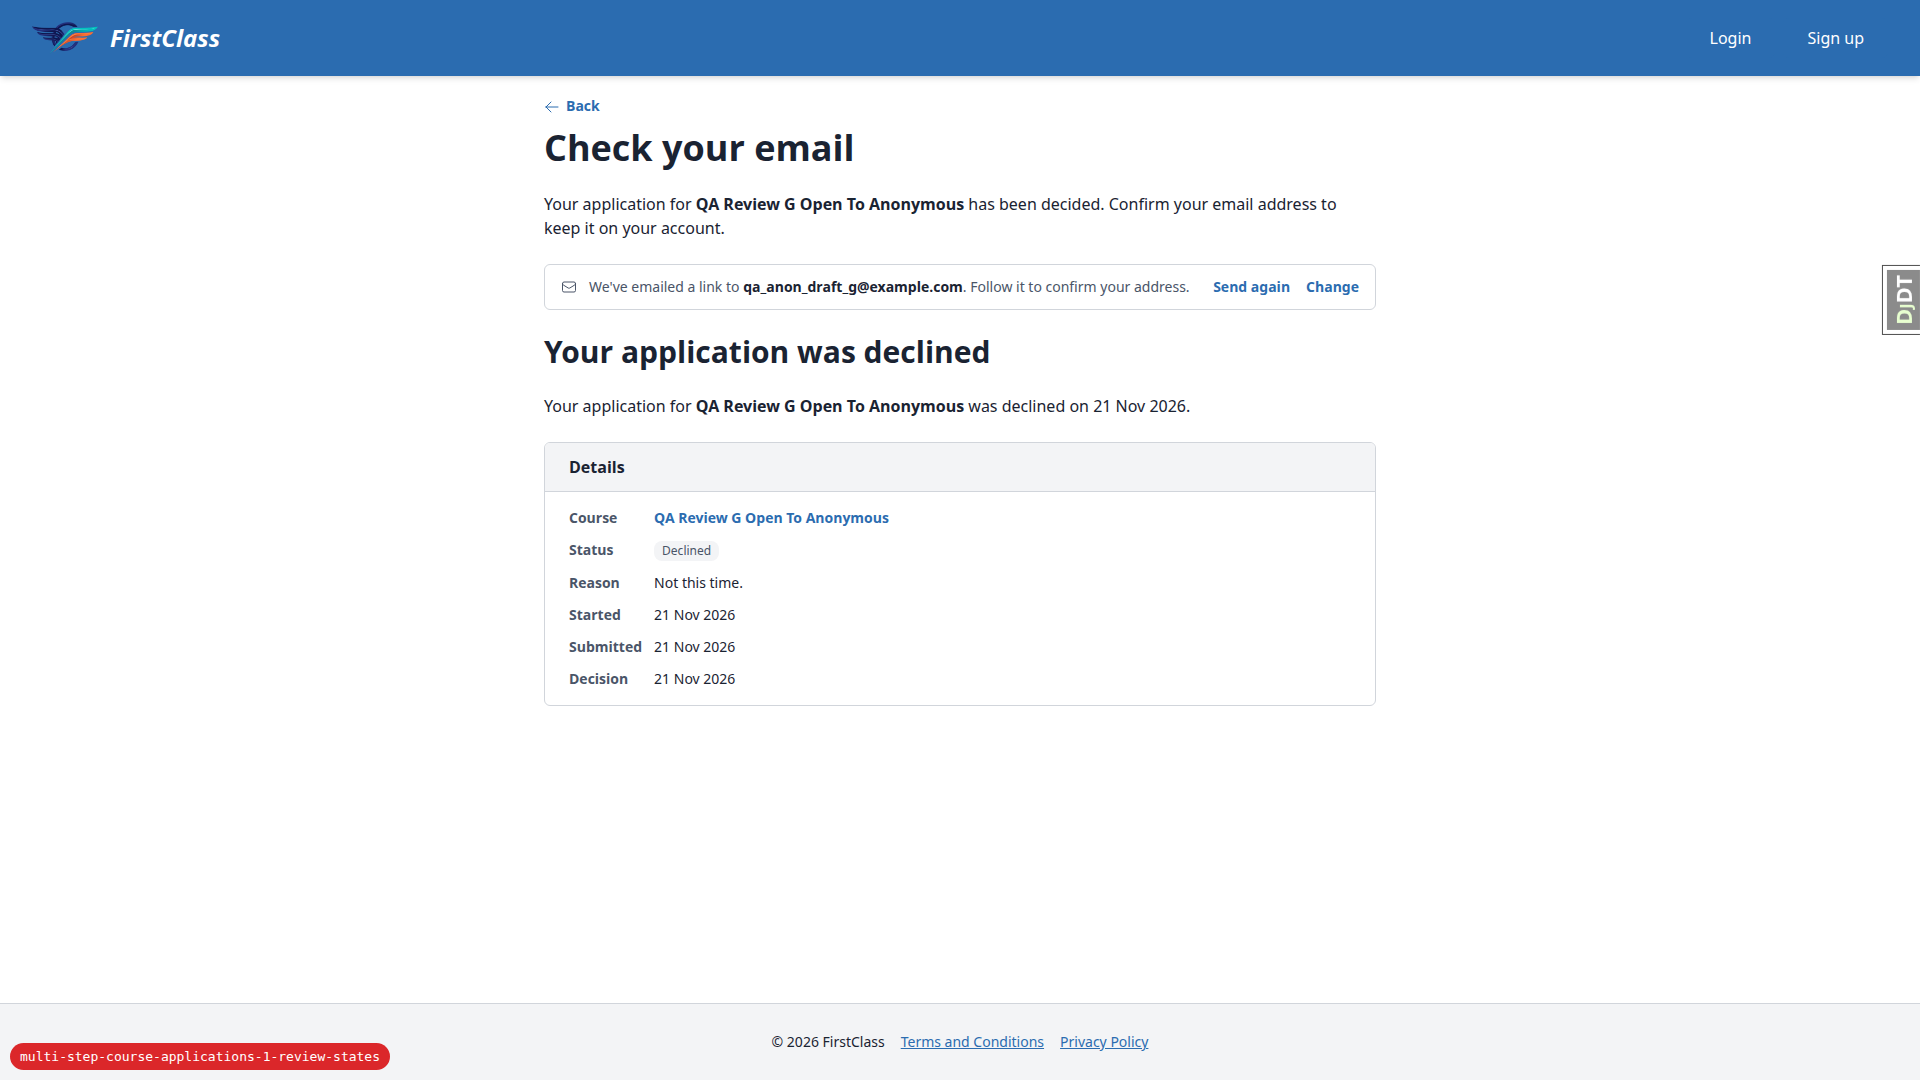 FirstClass
Login
Sign up
Back
Check your email
Your application for QA Review G Open To Anonymous has been decided. Confirm your email address to
keep it on your account.
We've emailed a link to qa_anon_draft_g@example.com. Follow it to confirm your address.
Send again
Change
DJDT
Your application was declined
Your application for QA Review G Open To Anonymous was declined on 21 Nov 2026.
Details
Course QA Review G Open To Anonymous
Status Declined
Reason Not this time.
Started 21 Nov 2026
Submitted 21 Nov 2026
Decision 21 Nov 2026
© 2026 FirstClass Terms and Conditions Privacy Policy
multi-step-course-applications-1-review-states